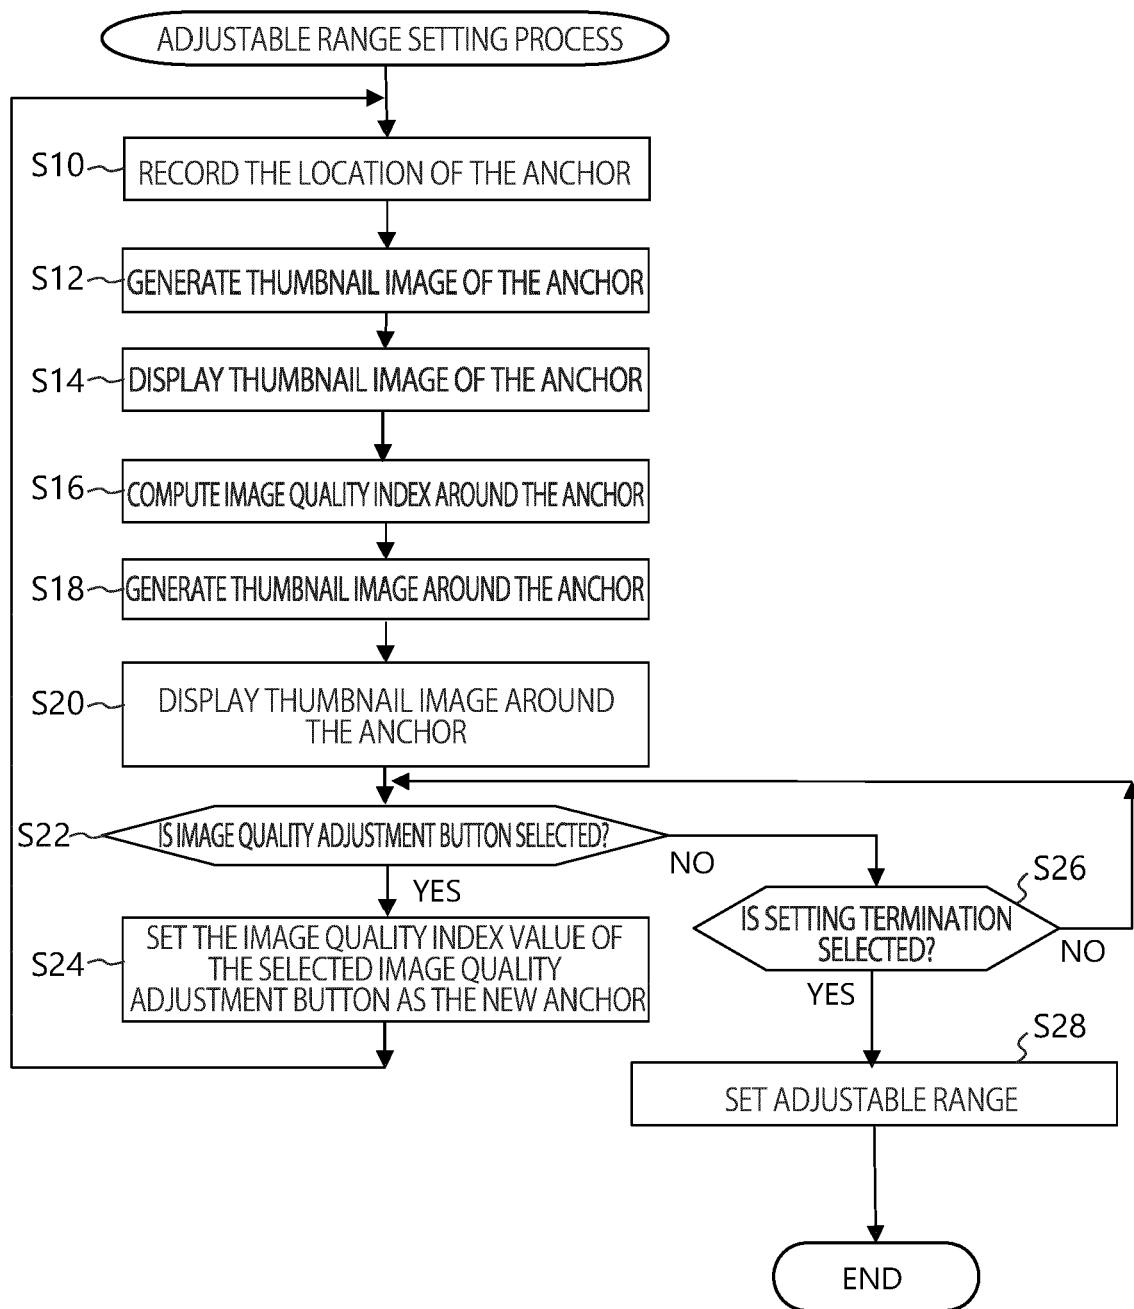 ADJUSTABLE RANGE SETTING PROCESS
S10
RECORD THE LOCATION OF THE ANCHOR
S12
GENERATE THUMBNAIL IMAGE OF THE ANCHOR
S14
DISPLAY THUMBNAIL IMAGE OF THE ANCHOR
S16
COMPUTE IMAGE QUALITY INDEX AROUND THE ANCHOR
S18
GENERATE THUMBNAIL IMAGE AROUND THE ANCHOR
S20
DISPLAY THUMBNAIL IMAGE AROUND
THE ANCHOR
S22
IS IMAGE QUALITY ADJUSTMENT BUTTON SELECTED?
NO
YES
S26
IS SETTING TERMINATION
SELECTED?
NO
YES
S24
SET THE IMAGE QUALITY INDEX VALUE OF
THE SELECTED IMAGE QUALITY
ADJUSTMENT BUTTON AS THE NEW ANCHOR
S28
SET ADJUSTABLE RANGE
END